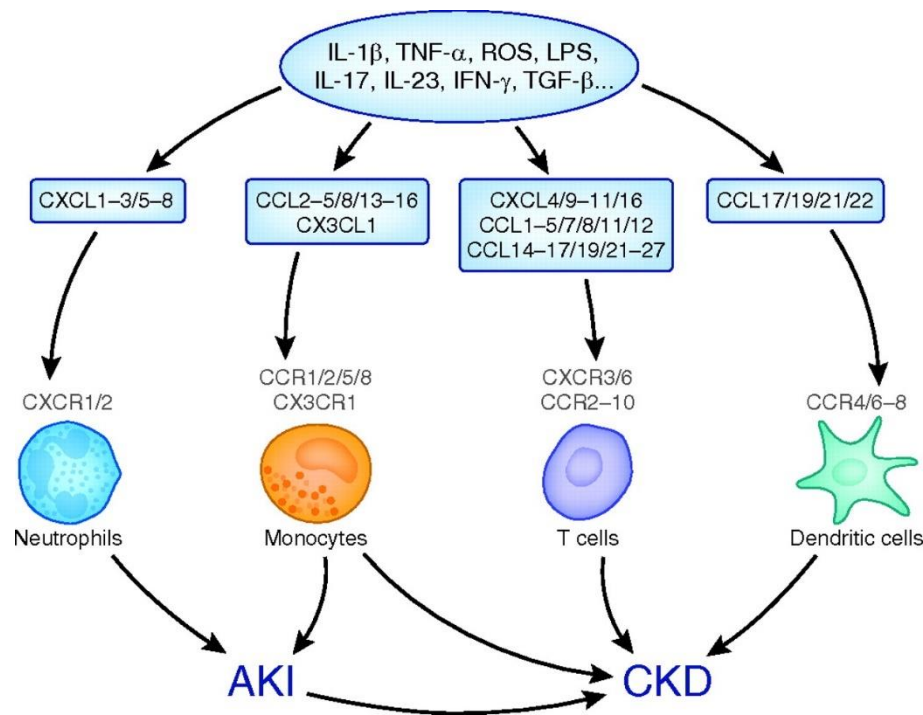 IL-1β, TNF-α, ROS, LPS,
IL-17, IL-23, IFN-γ, TGF-β...
CXCL1–3/5–8
CCL2–5/8/13–16
CX3CL1
CXCL4/9–11/16
CCL1–5/7/8/11/12
CCL14–17/19/21–27
CCL17/19/21/22
CXCR1/2
CCR1/2/5/8
CX3CR1
CXCR3/6
CCR2–10
CCR4/6–8
Neutrophils
Monocytes
T cells
Dendritic cells
AKI
CKD